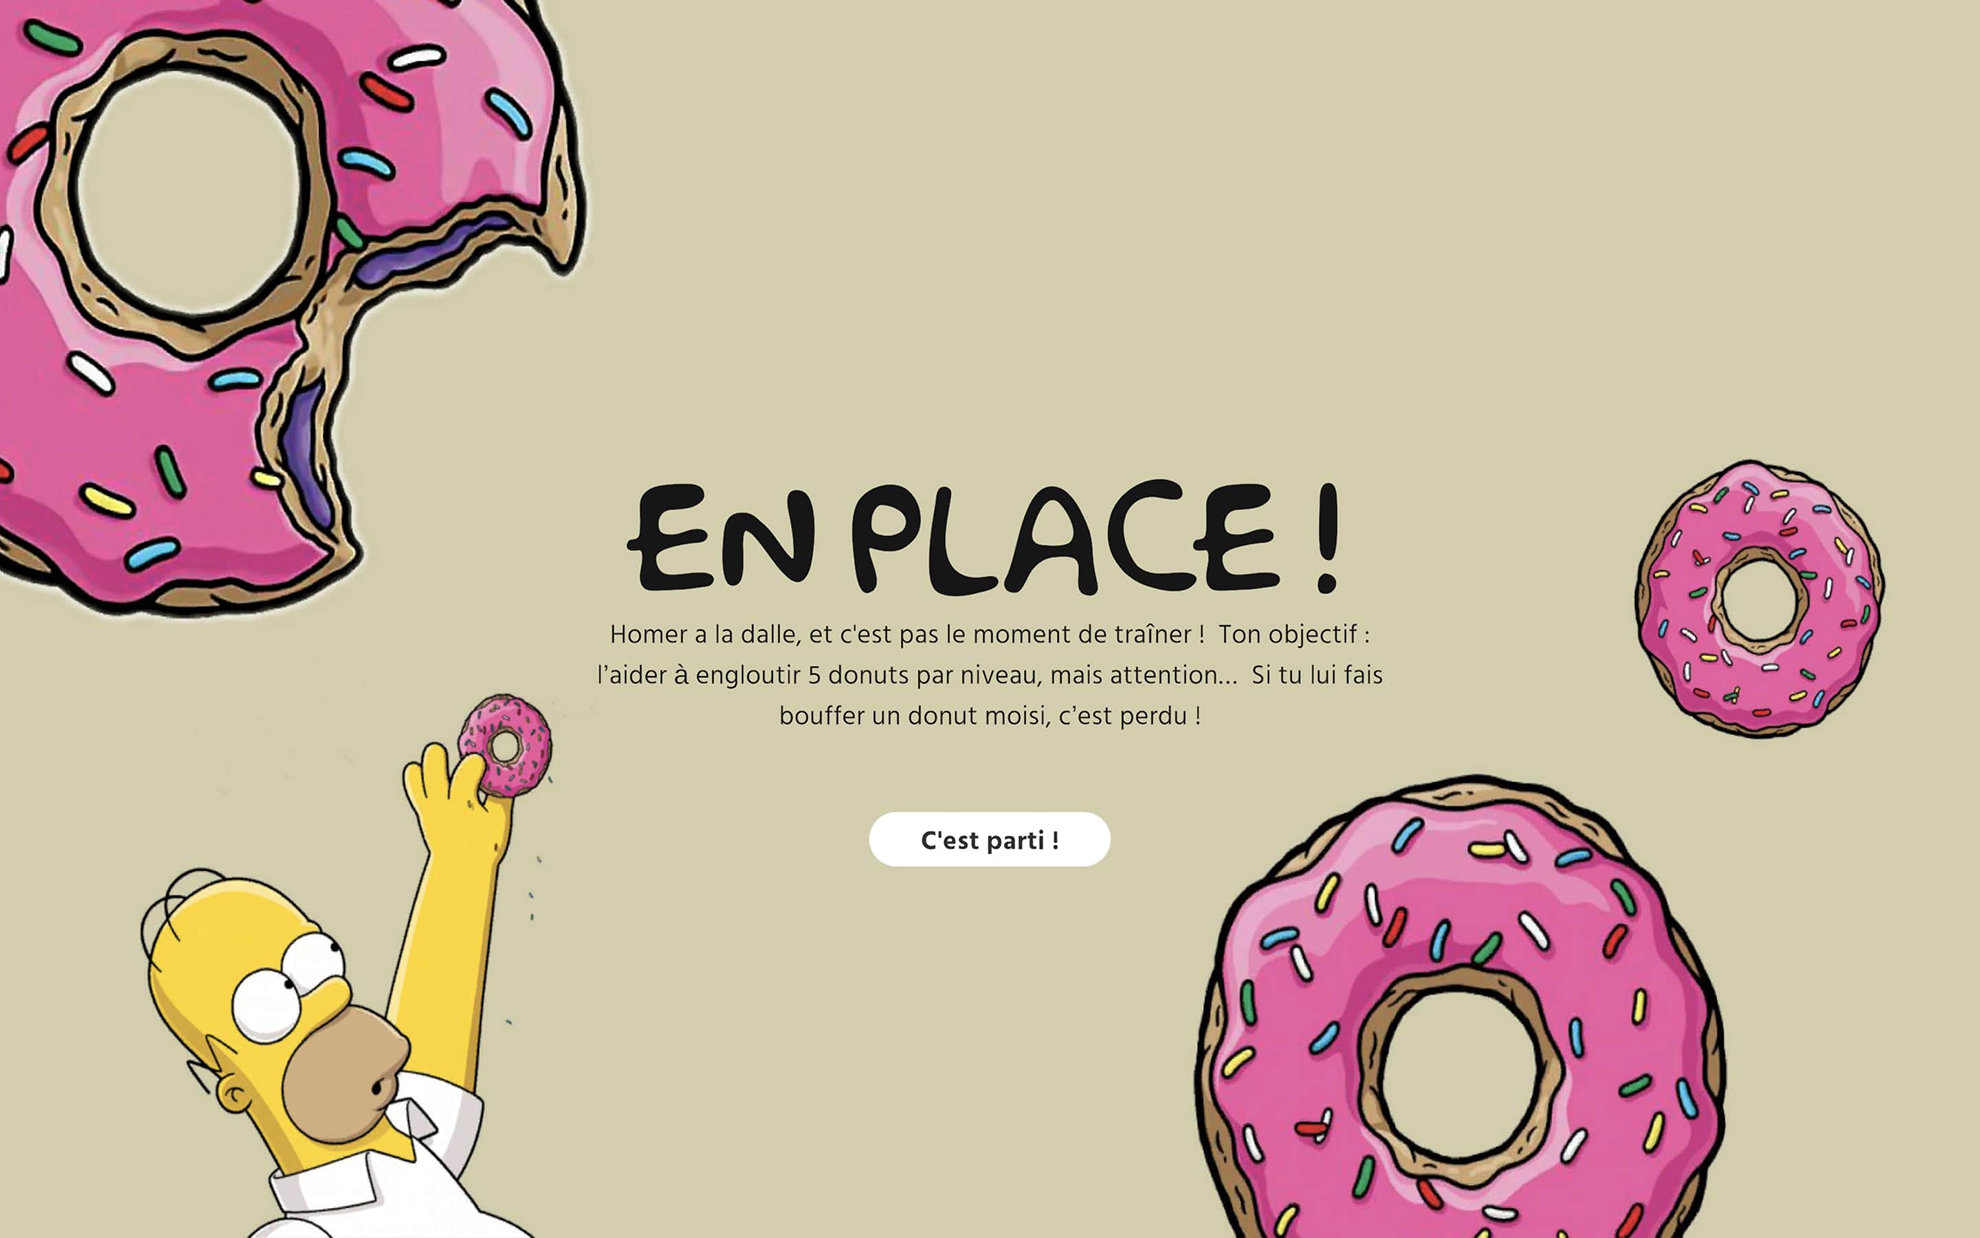 EN PLACE !
Homer a la dalle, et c'est pas le moment de traîner !  Ton objectif :
l’aider à engloutir 5 donuts par niveau, mais attention...  Si tu lui fais
bouffer un donut moisi, c’est perdu !
C'est parti !